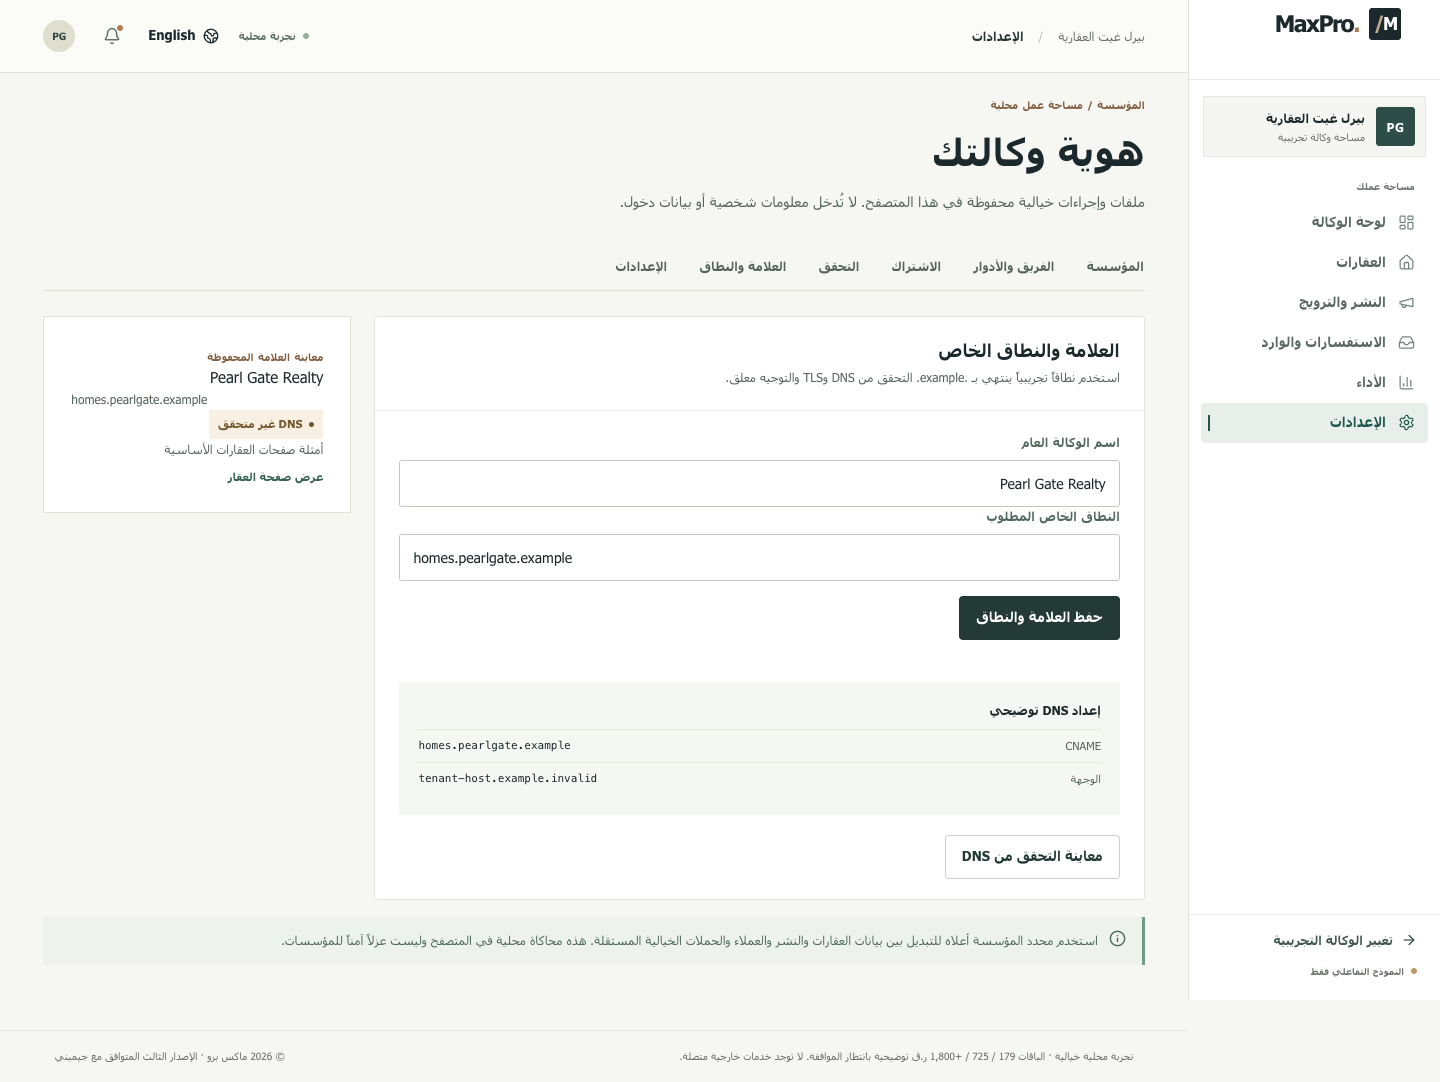 /M
MaxPro.
PG
بيرل غيت العقارية
مساحة وكالة تجريبية
مساحة عملك
لوحة الوكالة
العقارات
النشر والترويج
الاستفسارات والوارد
الأداء
الإعدادات
تغيير الوكالة التجريبية
النموذج التفاعلي فقط
بيرل غيت العقارية / الإعدادات
تجربة محلية
English
PG
المؤسسة / مساحة عمل محلية
هوية وكالتك
ملفات وإجراءات خيالية محفوظة في هذا المتصفح. لا تُدخل معلومات شخصية أو بيانات دخول.
المؤسسة الفريق والأدوار الاشتراك التحقق العلامة والنطاق الإعدادات
العلامة والنطاق الخاص
استخدم نطاقاً تجريبياً ينتهي بـ .example. التحقق من DNS وTLS والتوجيه معلق.
اسم الوكالة العام
Pearl Gate Realty
النطاق الخاص المطلوب
homes.pearlgate.example
حفظ العلامة والنطاق
إعداد DNS توضيحي
CNAME homes.pearlgate.example
الوجهة tenant-host.example.invalid
معاينة التحقق من DNS
معاينة العلامة المحفوظة
Pearl Gate Realty
homes.pearlgate.example
DNS غير متحقق
أمثلة صفحات العقارات الأساسية
عرض صفحة العقار
استخدم محدد المؤسسة أعلاه للتبديل بين بيانات العقارات والنشر والعملاء والحملات الخيالية المستقلة. هذه محاكاة محلية في المتصفح وليست عزلاً آمناً للمؤسسات.
تجربة محلية خيالية · الباقات 179 / 725 / +1,800 ر.ق توضيحية بانتظار الموافقة. لا توجد خدمات خارجية متصلة.
© 2026 ماكس برو · الإصدار الثالث المتوافق مع جيميني